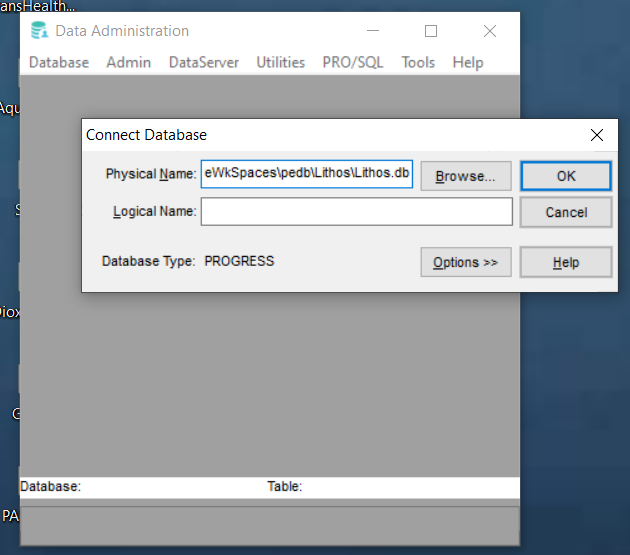 ansHealth...
Data Administration
Database Admin DataServer Utilities PRO/SQL Tools Help
Aqu
Connect Database
Physical Name: eWkSpaces\pedb\Lithos\Lithos.db Browse... OK
S
Logical Name: Cancel
Database Type: PROGRESS Options >> Help
Diox
G
Database: Table:
PA